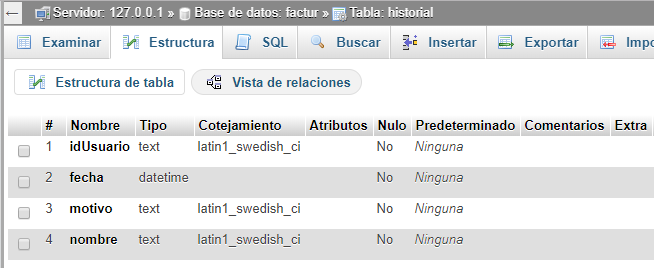 Servidor: 127.0.0.1 » Base de datos: factur » Tabla: historial
Examinar Estructura SQL Buscar Insertar Exportar Impo
Estructura de tabla Vista de relaciones
# Nombre Tipo Cotejamiento Atributos Nulo Predeterminado Comentarios Extra
1 idUsuario text latin1_swedish_ci No Ninguna
2 fecha datetime No Ninguna
3 motivo text latin1_swedish_ci No Ninguna
4 nombre text latin1_swedish_ci No Ninguna